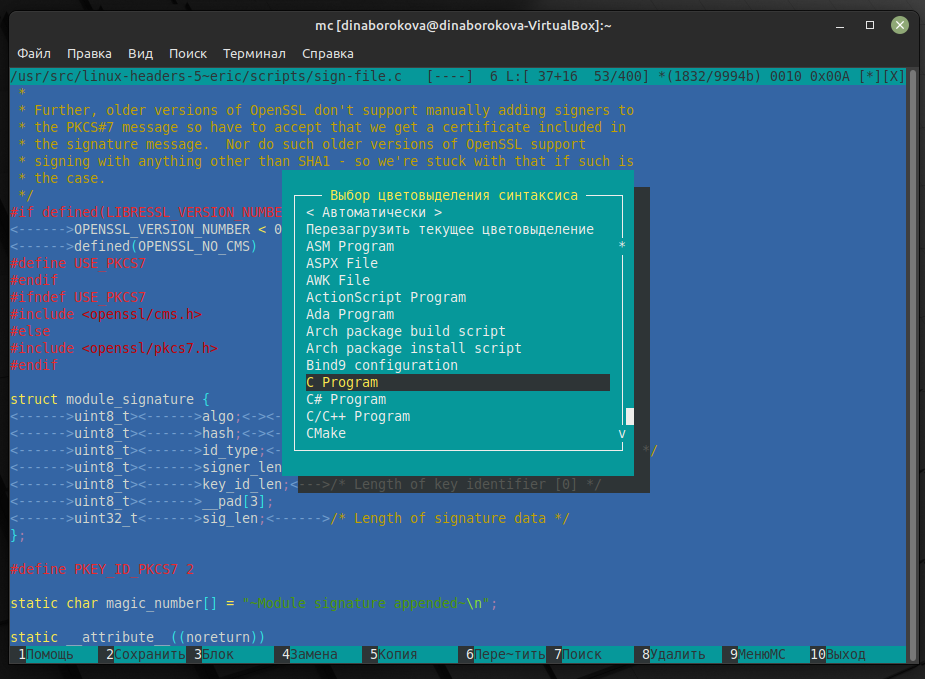 mc [dinaborokova@dinaborokova-VirtualBox]:~
Файл Правка Вид Поиск Терминал Справка
/usr/src/linux-headers-5~eric/scripts/sign-file.c [----] 6 L:[ 37+16 53/400] *(1832/9994b) 0010 0x00A [*][X]
*
* Further, older versions of OpenSSL don't support manually adding signers to
* the PKCS#7 message so have to accept that we get a certificate included in
* the signature message. Nor do such older versions of OpenSSL support
* signing with anything other than SHA1 - so we're stuck with that if such is
* the case.
*/
#if defined(LIBRESSL_VERSION_NUMBE
<------>OPENSSL_VERSION_NUMBER < 0
<------>defined(OPENSSL_NO_CMS)
#define USE_PKCS7
#endif
#ifndef USE_PKCS7
#include <openssl/cms.h>
#else
#include <openssl/pkcs7.h>
#endif
struct module_signature {
<------>uint8_t><------>algo;<-><-
<------>uint8_t><------>hash;<-><-
<------>uint8_t><------>id_type;<- */
<------>uint8_t><------>signer_len
<------>uint8_t><------>key_id_len;<--->/* Length of key identifier [0] */
<------>uint8_t><------>__pad[3];
<------>uint32_t<------>sig_len;<------>/* Length of signature data */
};
#define PKEY_ID_PKCS7 2
static char magic_number[] = "~Module signature appended~\n";
static __attribute__((noreturn))
Выбор цветовыделения синтаксиса
< Автоматически >
Перезагрузить текущее цветовыделение
ASM Program *
ASPX File
AWK File
ActionScript Program
Ada Program
Arch package build script
Arch package install script
Bind9 configuration
C Program
C# Program
C/C++ Program
CMake v
1Помощь 2Сохранить 3Блок 4Замена 5Копия 6Пере~тить 7Поиск 8Удалить 9МенюMC 10Выход